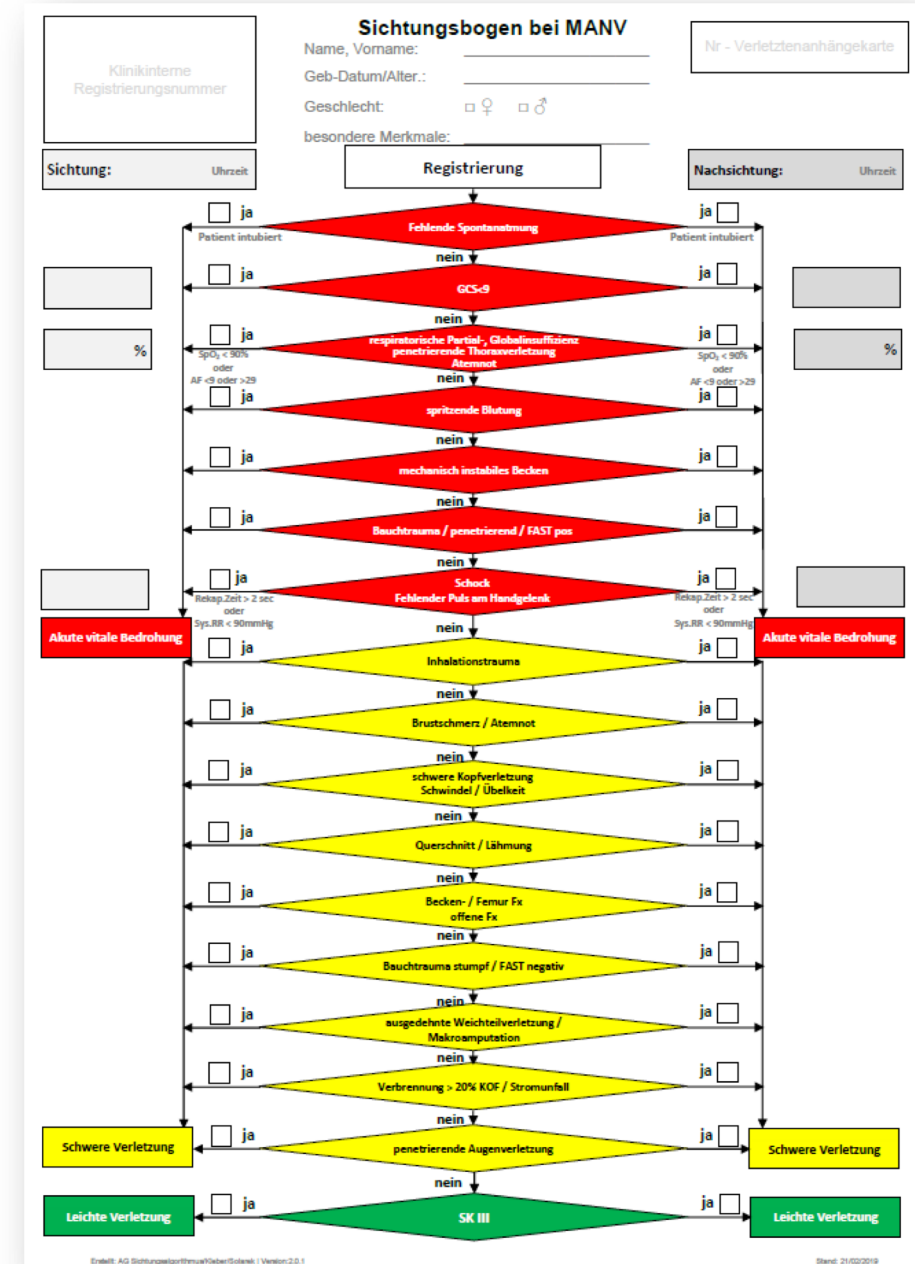 Sichtungsbogen bei MANV
Klinikinterne
Registrierungsnummer
Name, Vorname:
Geb-Datum/Alter.:
Geschlecht: □ ♀ □ ♂
besondere Merkmale:
Nr - Verletztenanhängekarte
Sichtung: Uhrzeit
Registrierung
Nachsichtung: Uhrzeit
ja Fehlende Spontanatmung ja
Patient intubiert Patient intubiert
nein
ja GCS<9 ja
nein
% ja respiratorische Partial-, Globalinsuffizienz ja %
penetrierende Thoraxverletzung
Atemnot
SpO₂ < 90% SpO₂ < 90%
oder oder
AF <9 oder >29 AF <9 oder >29
nein
ja spritzende Blutung ja
nein
ja mechanisch instabiles Becken ja
nein
ja Bauchtrauma / penetrierend / FAST pos ja
nein
ja Schock ja
Fehlender Puls am Handgelenk
Rekap.Zeit > 2 sec Rekap.Zeit > 2 sec
oder oder
Sys.RR < 90mmHg Sys.RR < 90mmHg
nein
Akute vitale Bedrohung Akute vitale Bedrohung
ja Inhalationstrauma ja
nein
ja Brustschmerz / Atemnot ja
nein
ja schwere Kopfverletzung ja
Schwindel / Übelkeit
nein
ja Querschnitt / Lähmung ja
nein
ja Becken- / Femur Fx ja
offene Fx
nein
ja Bauchtrauma stumpf / FAST negativ ja
nein
ja ausgedehnte Weichteilverletzung / ja
Makroamputation
nein
ja Verbrennung > 20% KOF / Stromunfall ja
nein
Schwere Verletzung ja penetrierende Augenverletzung ja Schwere Verletzung
nein
Leichte Verletzung ja SK III ja Leichte Verletzung
Erstellt: AG Sichtungsalgorithmus/Kleber/Solarek | Version:2.0.1 Stand: 21/02/2019